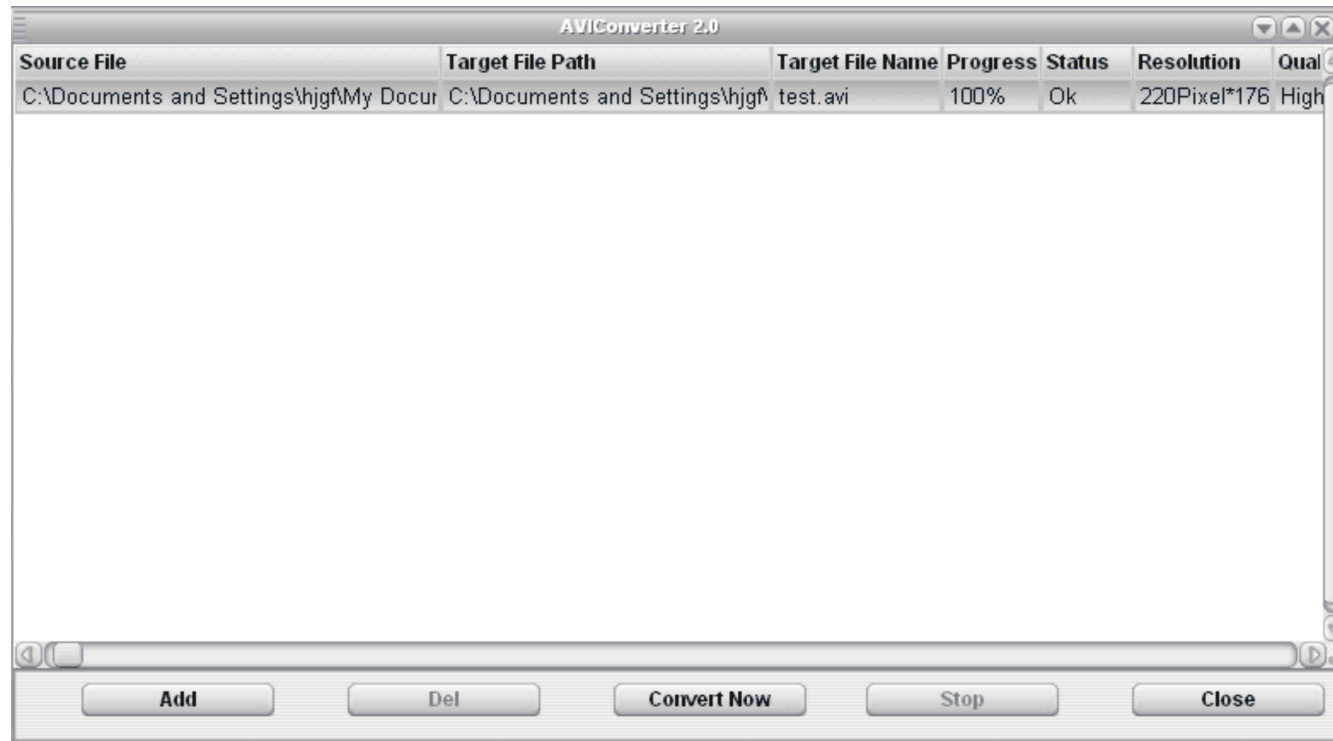 AVIConverter 2.0
Source File Target File Path Target File Name Progress Status Resolution Qual
C:\Documents and Settings\hjgf\My Docur C:\Documents and Settings\hjgf\ test.avi 100% Ok 220Pixel*176 High
Add Del Convert Now Stop Close